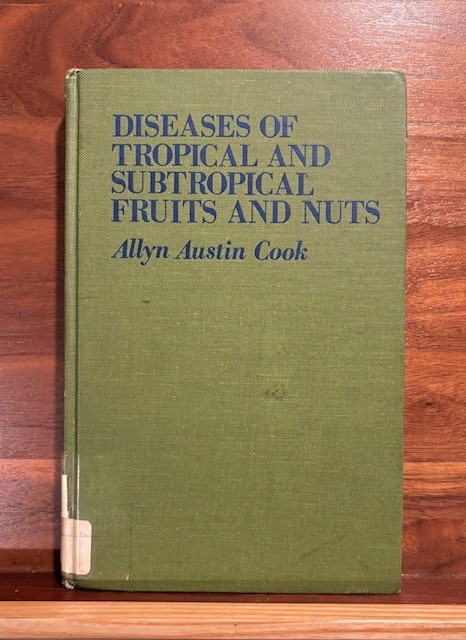 DISEASES OF
TROPICAL AND
SUBTROPICAL
FRUITS AND NUTS
Allyn Austin Cook